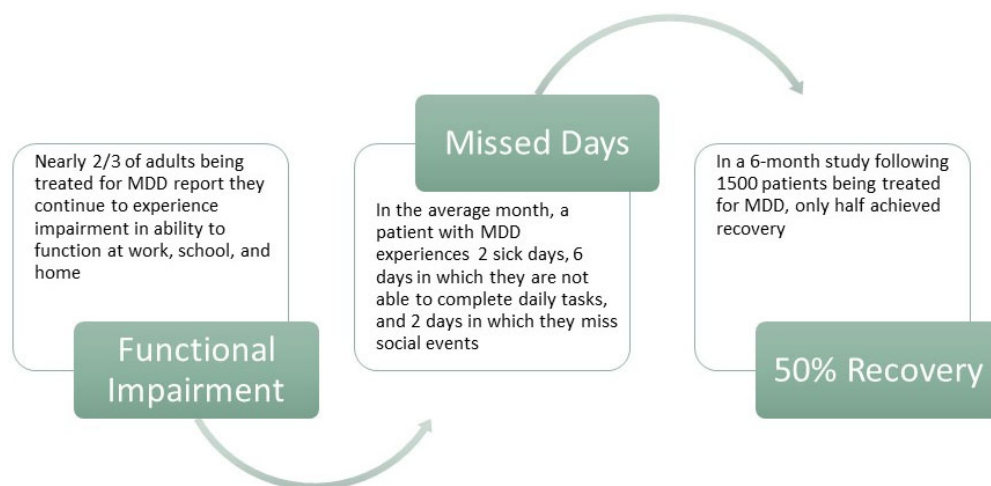 Nearly 2/3 of adults being
treated for MDD report they
continue to experience
impairment in ability to
function at work, school, and
home
Functional
Impairment
Missed Days
In the average month, a
patient with MDD
experiences 2 sick days, 6
days in which they are not
able to complete daily tasks,
and 2 days in which they miss
social events
In a 6-month study following
1500 patients being treated
for MDD, only half achieved
recovery
50% Recovery